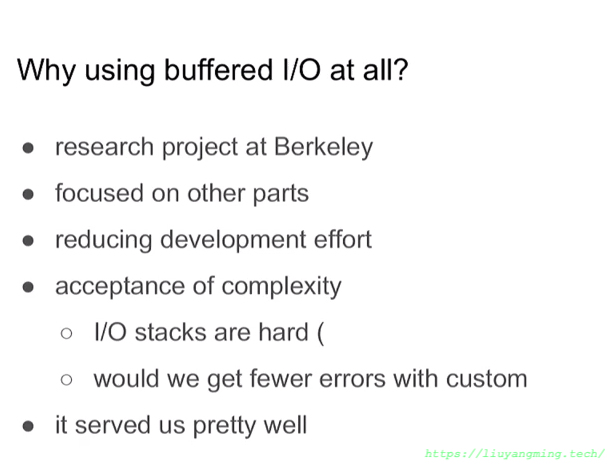 Why using buffered I/O at all?
● research project at Berkeley
● focused on other parts
● reducing development effort
● acceptance of complexity
○ I/O stacks are hard (
○ would we get fewer errors with custom
● it served us pretty well
https://liuyangming.tech/